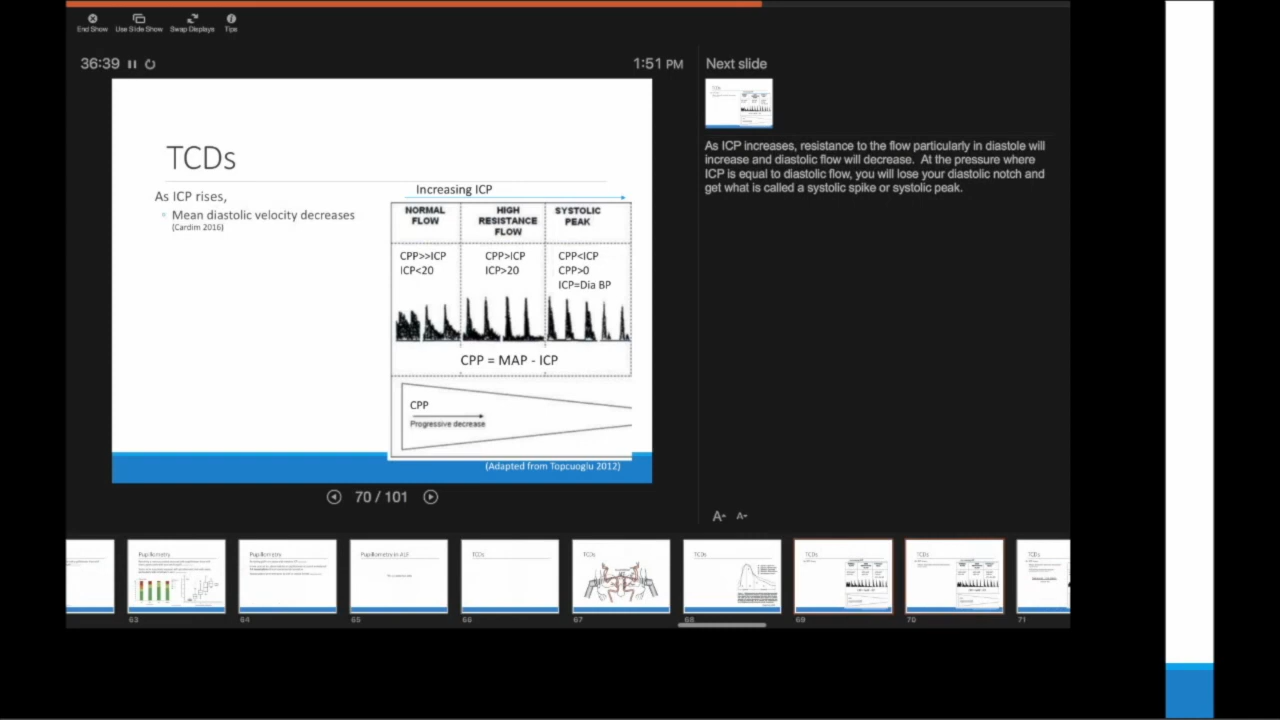 End Show
Use Slide Show
Swap Displays
Tips
36:39
1:51 PM
Next slide
TCDs
As ICP rises,
Mean diastolic velocity decreases
(Cardim 2016)
Increasing ICP
NORMAL FLOW
HIGH RESISTANCE FLOW
SYSTOLIC PEAK
CPP>>ICP
ICP<20
CPP>ICP
ICP>20
CPP<ICP
CPP>0
ICP=Dia BP
CPP = MAP - ICP
CPP
Progressive decrease
(Adapted from Topcuoglu 2012)
As ICP increases, resistance to the flow particularly in diastole will
increase and diastolic flow will decrease. At the pressure where
ICP is equal to diastolic flow, you will lose your diastolic notch and
get what is called a systolic spike or systolic peak.
70 / 101
A
A
Pupillometry
Pupillometry
Pupillometry in ALF
TCDs
TCDs
TCDs
TCDs
TCDs
63
64
65
66
67
68
69
70
71